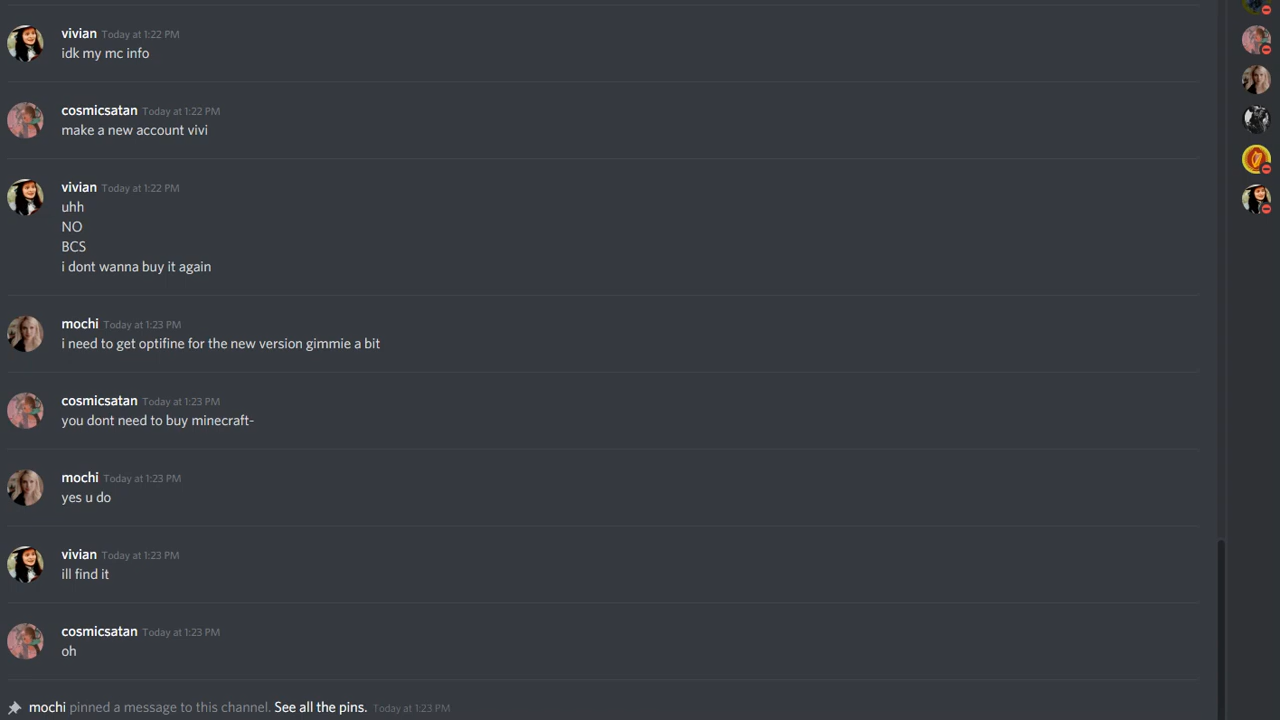 vivian Today at 1:22 PM
idk my mc info
cosmicsatan Today at 1:22 PM
make a new account vivi
vivian Today at 1:22 PM
uhh
NO
BCS
i dont wanna buy it again
mochi Today at 1:23 PM
i need to get optifine for the new version gimmie a bit
cosmicsatan Today at 1:23 PM
you dont need to buy minecraft-
mochi Today at 1:23 PM
yes u do
vivian Today at 1:23 PM
ill find it
cosmicsatan Today at 1:23 PM
oh
mochi pinned a message to this channel. See all the pins. Today at 1:23 PM